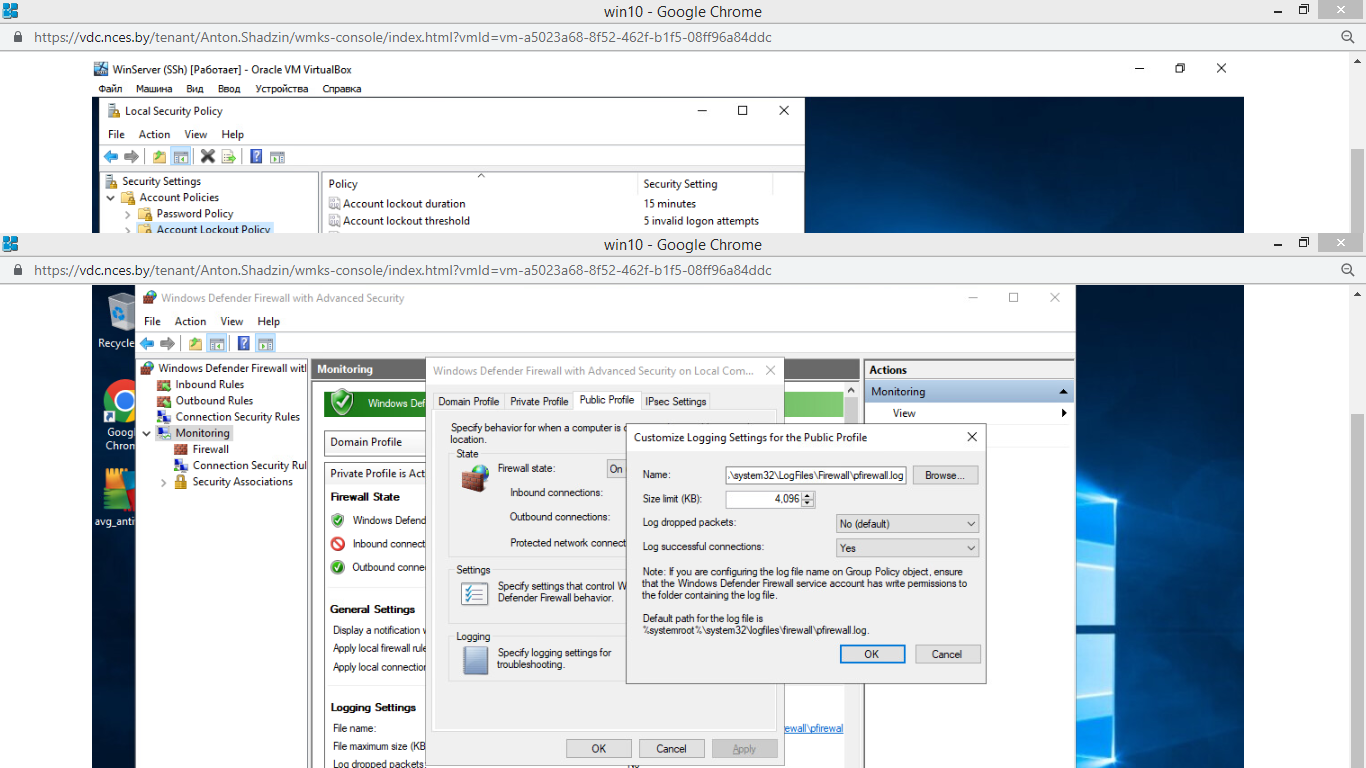 win10 - Google Chrome
https://vdc.nces.by/tenant/Anton.Shadzin/wmks-console/index.html?vmId=vm-a5023a68-8f52-462f-b1f5-08ff96a84ddc
WinServer (SSh) [Работает] - Oracle VM VirtualBox
Файл Машина Вид Ввод Устройства Справка
Local Security Policy
File Action View Help
Security Settings
Account Policies
Password Policy
Account Lockout Policy
Policy Security Setting
Account lockout duration 15 minutes
Account lockout threshold 5 invalid logon attempts
win10 - Google Chrome
https://vdc.nces.by/tenant/Anton.Shadzin/wmks-console/index.html?vmId=vm-a5023a68-8f52-462f-b1f5-08ff96a84ddc
Recycle
Googl
Chron
avg_anti
Windows Defender Firewall with Advanced Security
File Action View Help
Windows Defender Firewall wit
Inbound Rules
Outbound Rules
Connection Security Rules
Monitoring
Firewall
Connection Security Rul
Security Associations
Monitoring
Windows Def
Domain Profile
Private Profile is Act
Firewall State
Windows Defend
Inbound connect
Outbound conne
General Settings
Display a notification w
Apply local firewall rule
Apply local connection
Logging Settings
File name:
ewall\pfirewal
File maximum size (KB
Log dropped packets:
No
Windows Defender Firewall with Advanced Security on Local Com...
Domain Profile Private Profile Public Profile IPsec Settings
Specify behavior for when a computer is c
location.
State
Firewall state: On
Inbound connections:
Outbound connections:
Protected network connect
Settings
Specify settings that control W
Defender Firewall behavior.
Logging
Specify logging settings for
troubleshooting.
OK Cancel Apply
Customize Logging Settings for the Public Profile
Name: .\system32\LogFiles\Firewall\pfirewall.log Browse...
Size limit (KB): 4,096
Log dropped packets: No (default)
Log successful connections: Yes
Note: If you are configuring the log file name on Group Policy object, ensure
that the Windows Defender Firewall service account has write permissions to
the folder containing the log file.
Default path for the log file is
%systemroot%\system32\logfiles\firewall\pfirewall.log.
OK Cancel
Actions
Monitoring
View